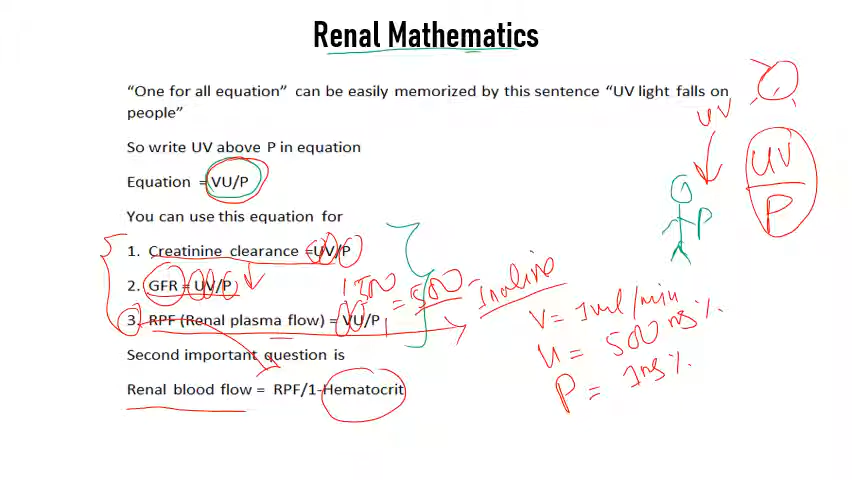 Renal Mathematics
“One for all equation” can be easily memorized by this sentence “UV light falls on
people”
So write UV above P in equation
Equation = VU/P
You can use this equation for
1. Creatinine clearance =UV/P
2. GFR = UV/P
3. RPF (Renal plasma flow) = VU/P
Second important question is
Renal blood flow = RPF/1-Hematocrit
UV
P
UV
P
= 500
Inuline
V = 1ml/min
U = 500 mg%
P = 1mg%